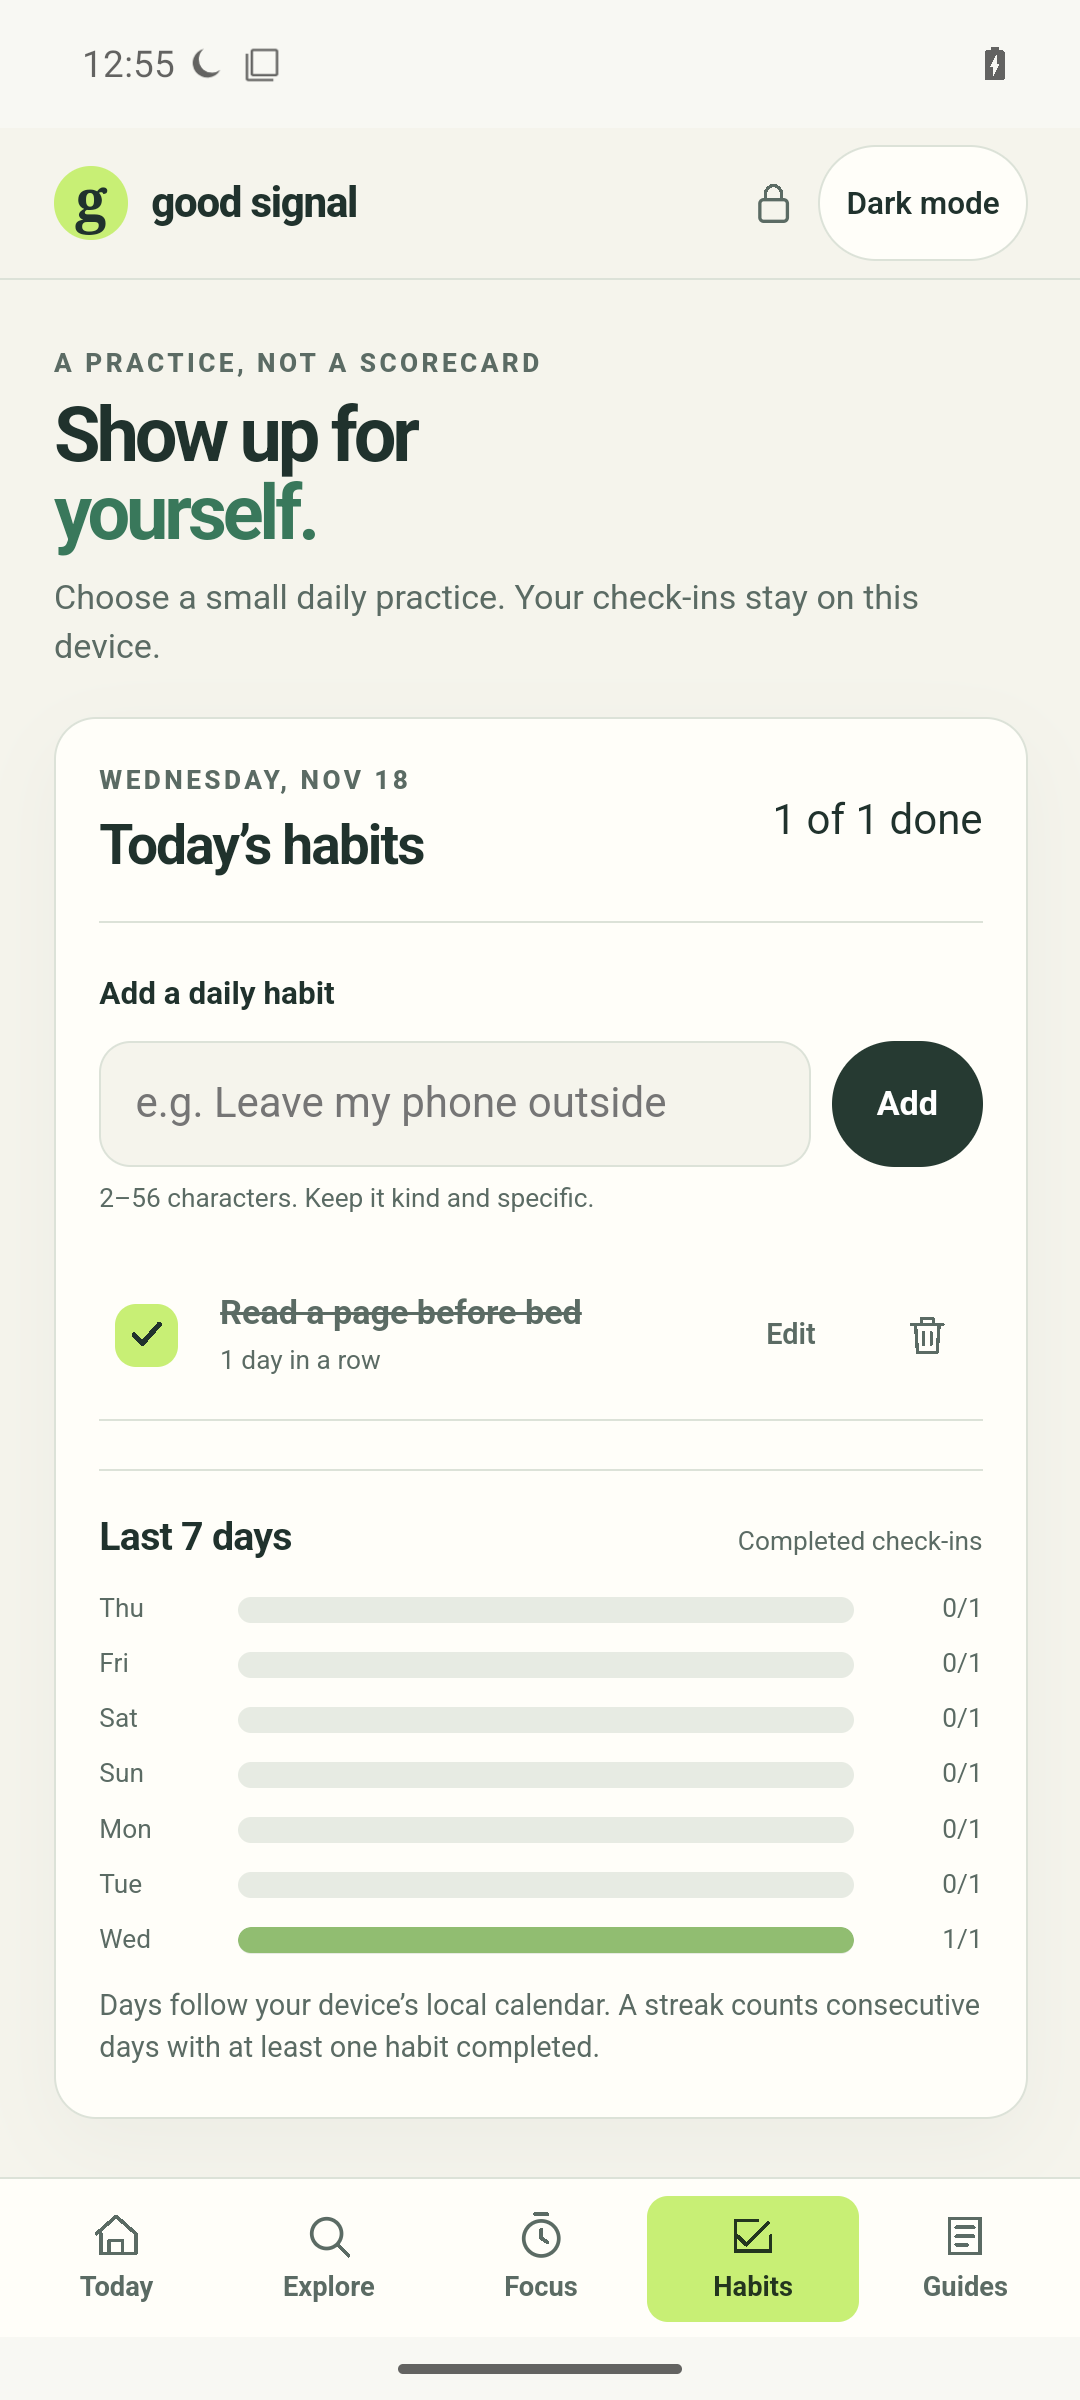 12:55
g good signal
Dark mode
A PRACTICE, NOT A SCORECARD
Show up for
yourself.
Choose a small daily practice. Your check-ins stay on this
device.
WEDNESDAY, NOV 18
Today’s habits
1 of 1 done
Add a daily habit
e.g. Leave my phone outside
Add
2–56 characters. Keep it kind and specific.
Read a page before bed
1 day in a row
Edit
Last 7 days
Completed check-ins
Thu 0/1
Fri 0/1
Sat 0/1
Sun 0/1
Mon 0/1
Tue 0/1
Wed 1/1
Days follow your device’s local calendar. A streak counts consecutive
days with at least one habit completed.
Today
Explore
Focus
Habits
Guides